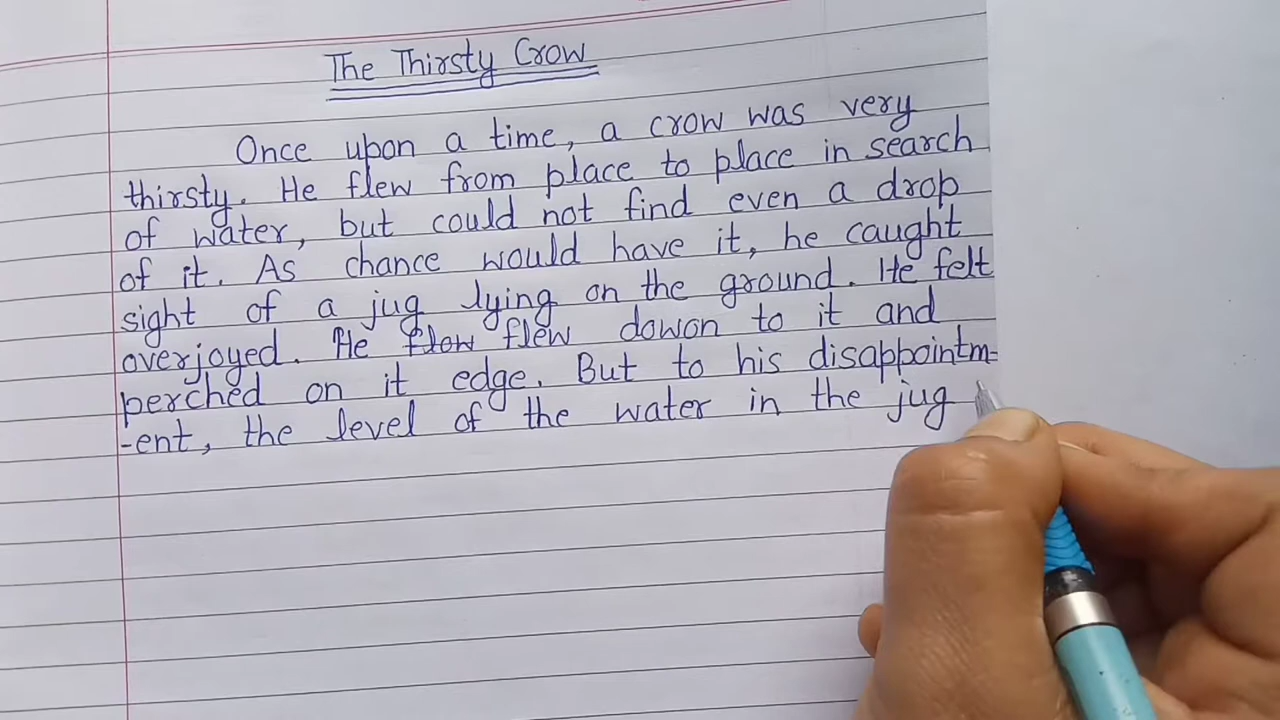 The Thirsty Crow
Once upon a time, a crow was very
thirsty. He flew from place to place in search
of water, but could not find even a drop
of it. As chance would have it, he caught
sight of a jug lying on the ground. He felt
overjoyed. He flow flew dowon to it and
perched on it edge. But to his disappointm-
-ent, the level of the water in the jug